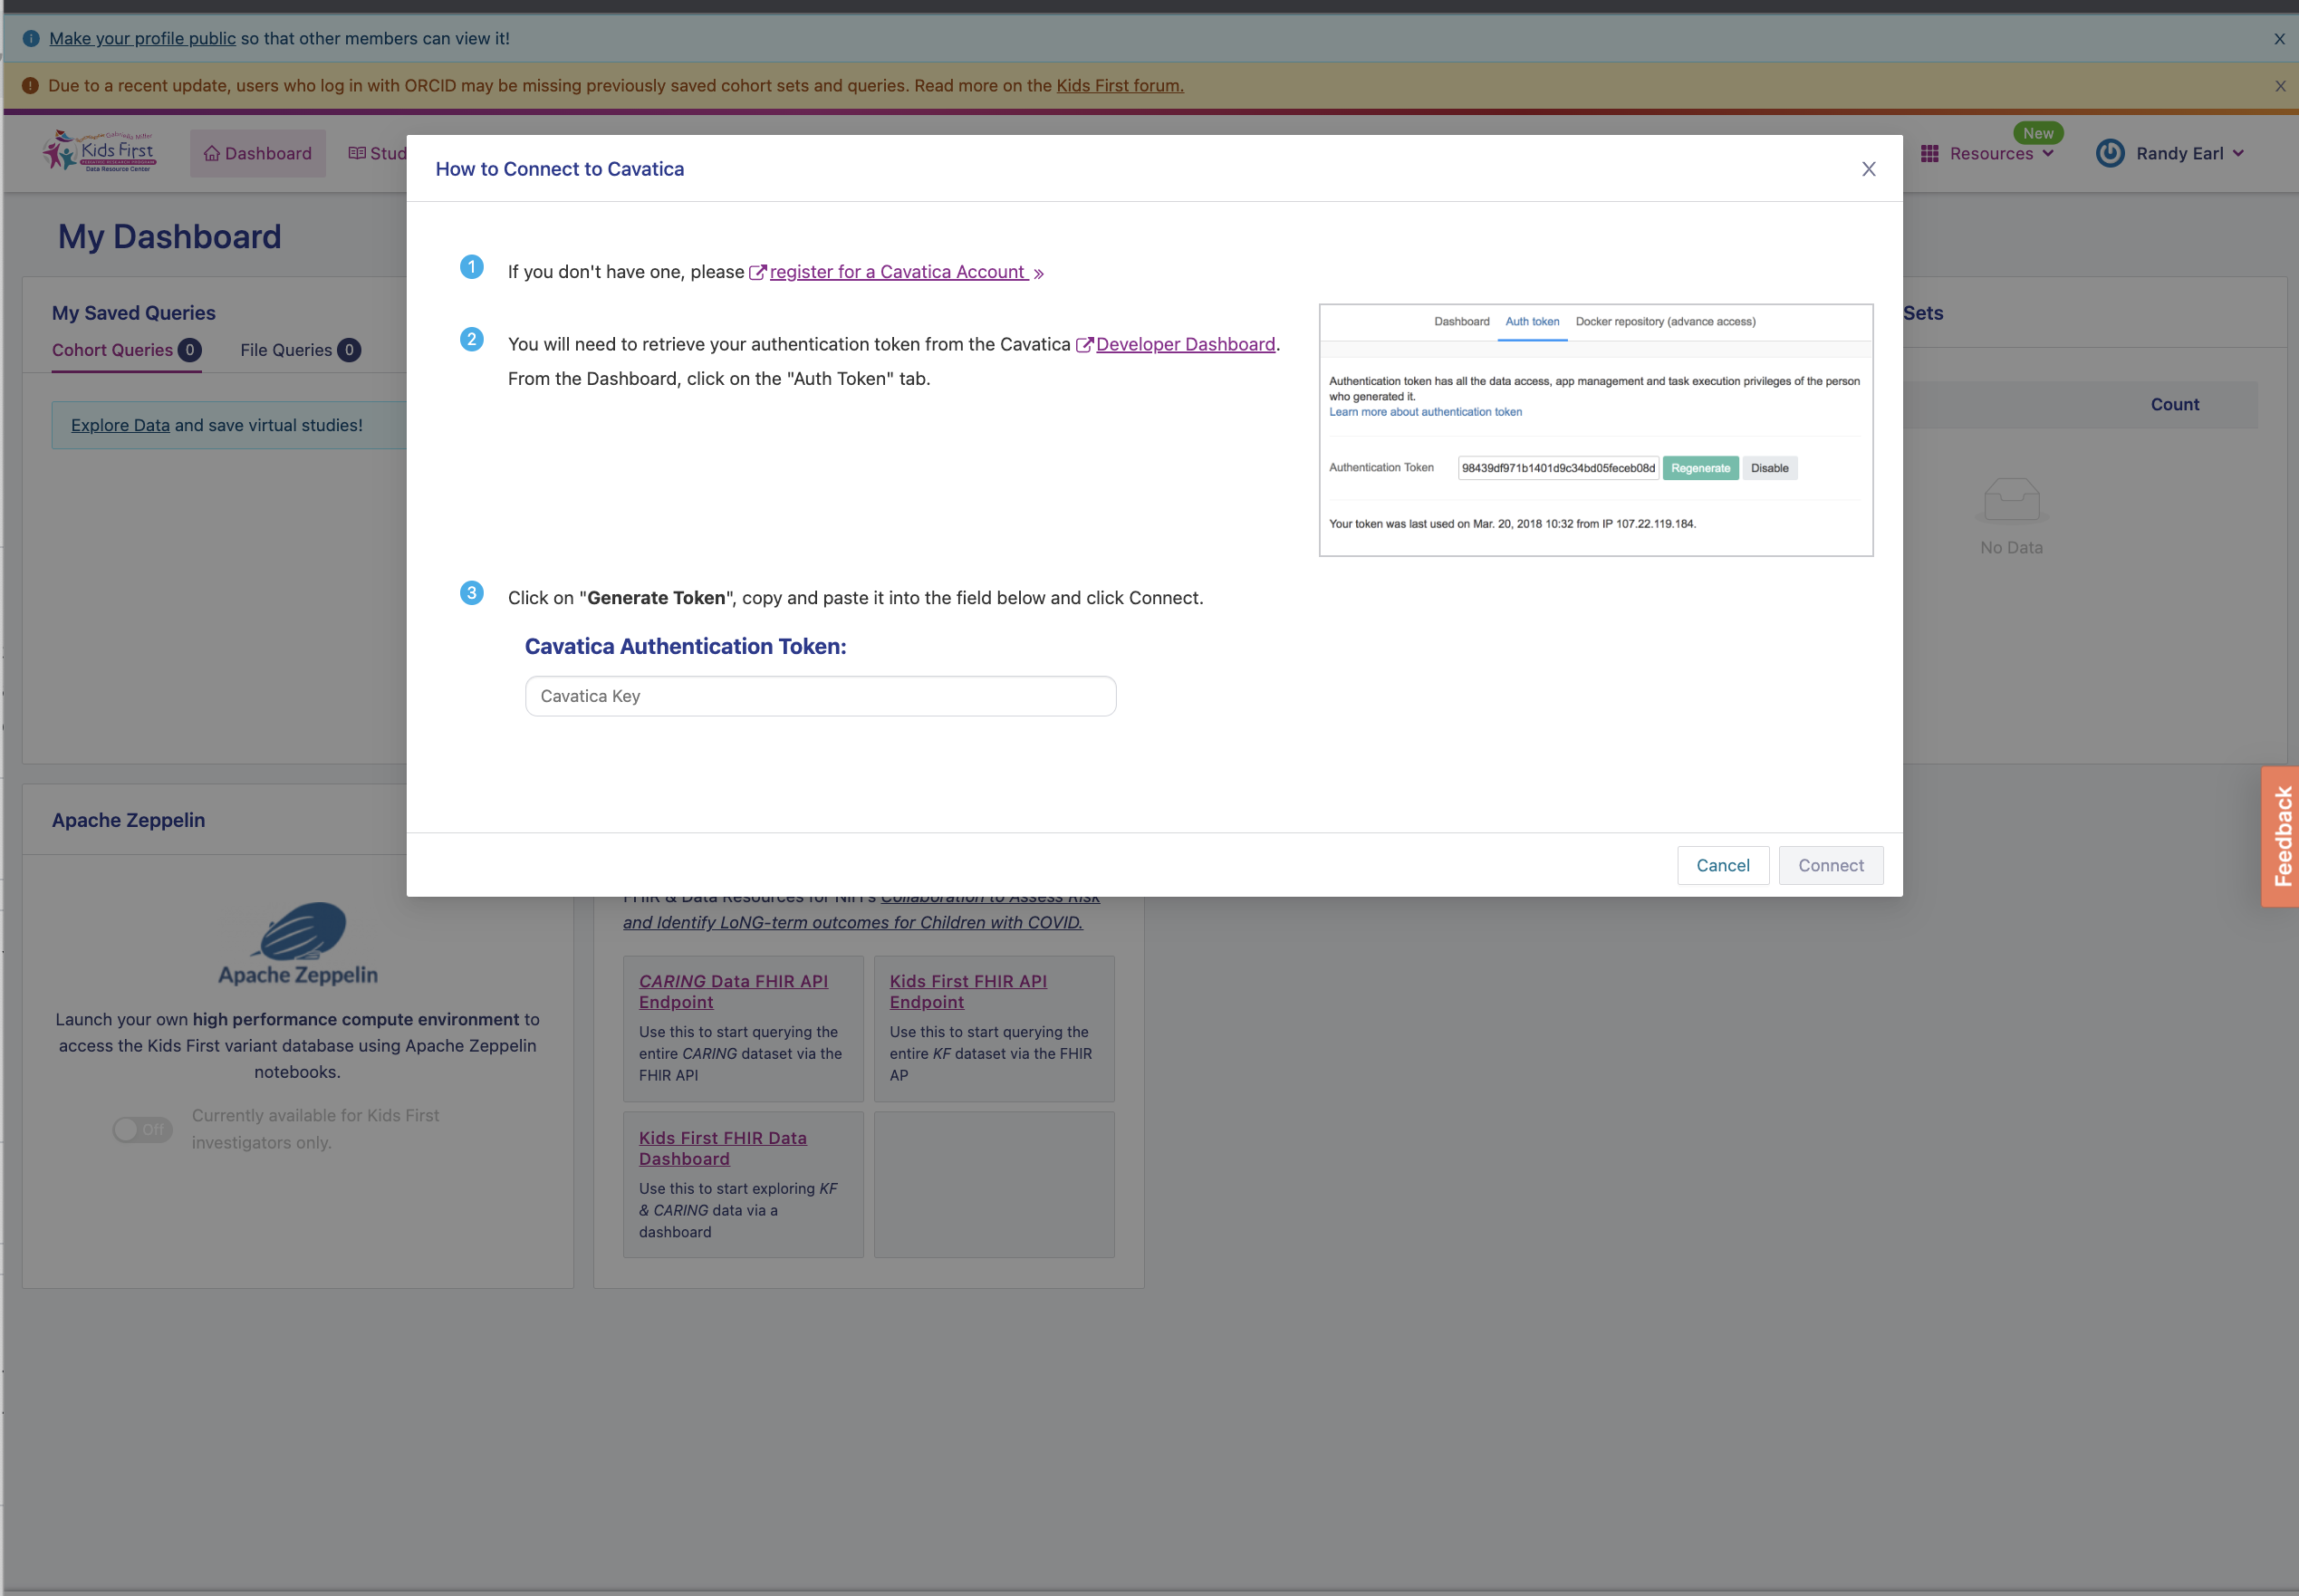 Make your profile public so that other members can view it!
Due to a recent update, users who log in with ORCID may be missing previously saved cohort sets and queries. Read more on the Kids First forum.
Gabriella Miller
Kids First
Data Resource Center
Dashboard
Stud
New
Resources
Randy Earl
How to Connect to Cavatica
My Dashboard
1
If you don't have one, please register for a Cavatica Account »
2
You will need to retrieve your authentication token from the Cavatica Developer Dashboard.
From the Dashboard, click on the "Auth Token" tab.
Dashboard Auth token Docker repository (advance access)
Authentication token has all the data access, app management and task execution privileges of the person
who generated it.
Learn more about authentication token
Authentication Token 98439df971b1401d9c34bd05feceb08d Regenerate Disable
Your token was last used on Mar. 20, 2018 10:32 from IP 107.22.119.184.
3
Click on "Generate Token", copy and paste it into the field below and click Connect.
Cavatica Authentication Token:
Cavatica Key
Cancel
Connect
My Saved Queries
Cohort Queries 0
File Queries 0
Explore Data and save virtual studies!
Sets
Count
No Data
Feedback
Apache Zeppelin
Apache Zeppelin
Launch your own high performance compute environment to
access the Kids First variant database using Apache Zeppelin
notebooks.
Off
Currently available for Kids First
investigators only.
FHIR & Data Resources for NIH's Collaboration to Assess Risk
and Identify LoNG-term outcomes for Children with COVID.
CARING Data FHIR API
Endpoint
Use this to start querying the
entire CARING dataset via the
FHIR API
Kids First FHIR API
Endpoint
Use this to start querying the
entire KF dataset via the FHIR
AP
Kids First FHIR Data
Dashboard
Use this to start exploring KF
& CARING data via a
dashboard